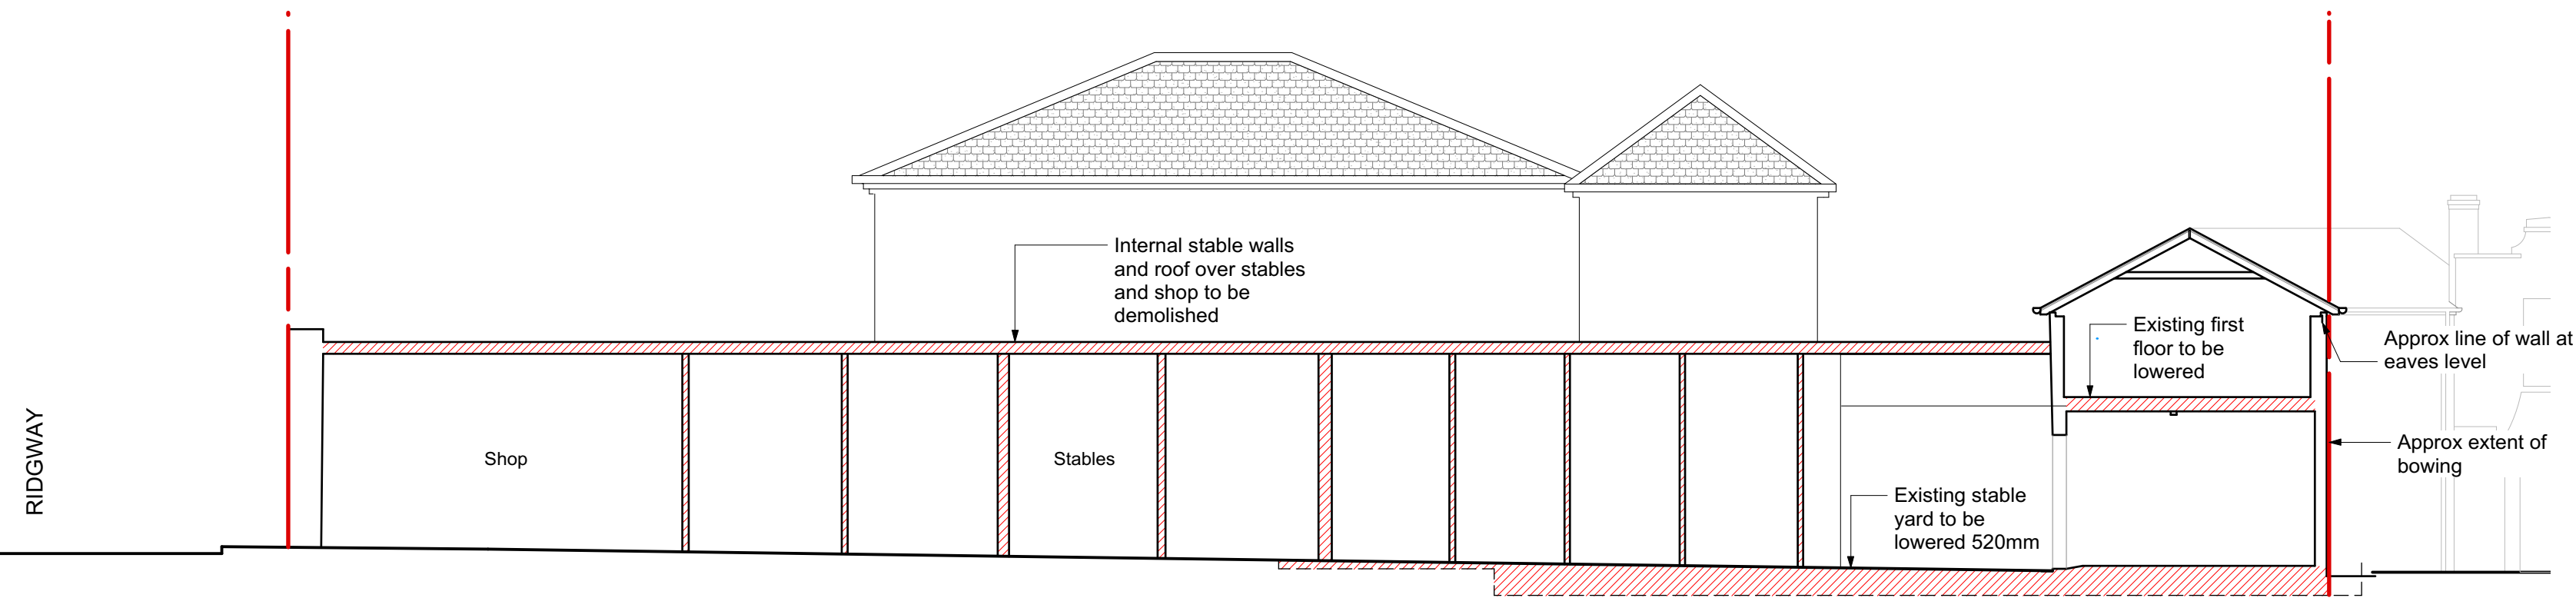 Internal stable walls
and roof over stables
and shop to be
demolished
Existing first
floor to be
lowered
Approx line of wall at
eaves level
RIDGWAY
Shop
Stables
Approx extent of
bowing
Existing stable
yard to be
lowered 520mm